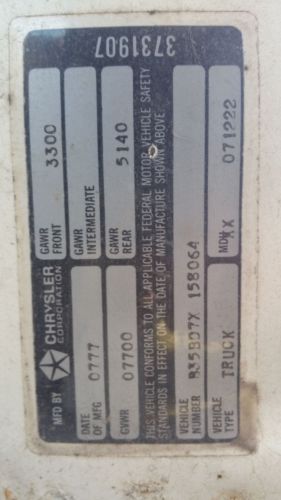 3731907
MFD BY CHRYSLER CORPORATION
GAWR FRONT 3300
GAWR INTERMEDIATE
GAWR REAR 5140
DATE OF MFG 0777
GVWR 07700
THIS VEHICLE CONFORMS TO ALL APPLICABLE FEDERAL MOTOR VEHICLE SAFETY
STANDARDS IN EFFECT ON THE DATE OF MANUFACTURE SHOWN ABOVE.
VEHICLE NUMBER B35B07X 158064
VEHICLE TYPE TRUCK
MDH X 071222